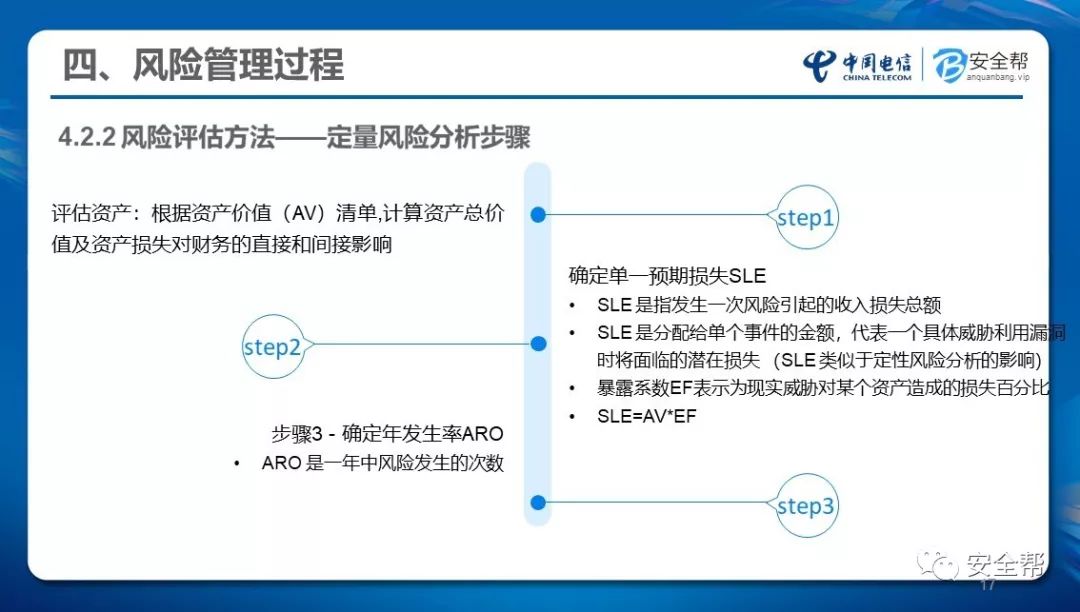 四、风险管理过程
中国电信
CHINA TELECOM
安全帮
anquanbang.vip
4.2.2 风险评估方法——定量风险分析步骤
评估资产：根据资产价值（AV）清单,计算资产总价
值及资产损失对财务的直接和间接影响
step1
确定单一预期损失SLE
• SLE 是指发生一次风险引起的收入损失总额
• SLE 是分配给单个事件的金额，代表一个具体威胁利用漏洞
时将面临的潜在损失 （SLE 类似于定性风险分析的影响)
• 暴露系数EF表示为现实威胁对某个资产造成的损失百分比
• SLE=AV*EF
step2
步骤3 - 确定年发生率ARO
• ARO 是一年中风险发生的次数
step3
安全帮
17